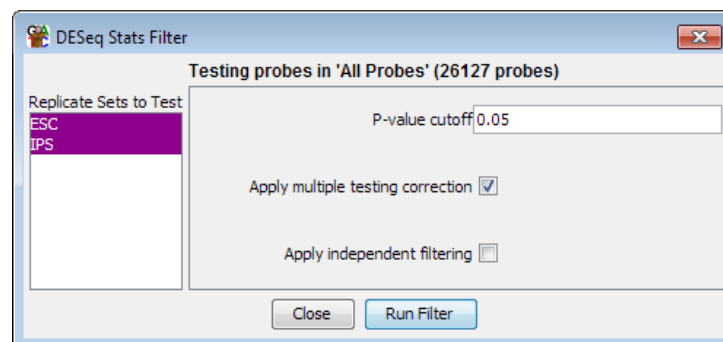 DESeq Stats Filter
Testing probes in 'All Probes' (26127 probes)
Replicate Sets to Test
ESC
IPS
P-value cutoff 0.05
Apply multiple testing correction
Apply independent filtering
Close Run Filter